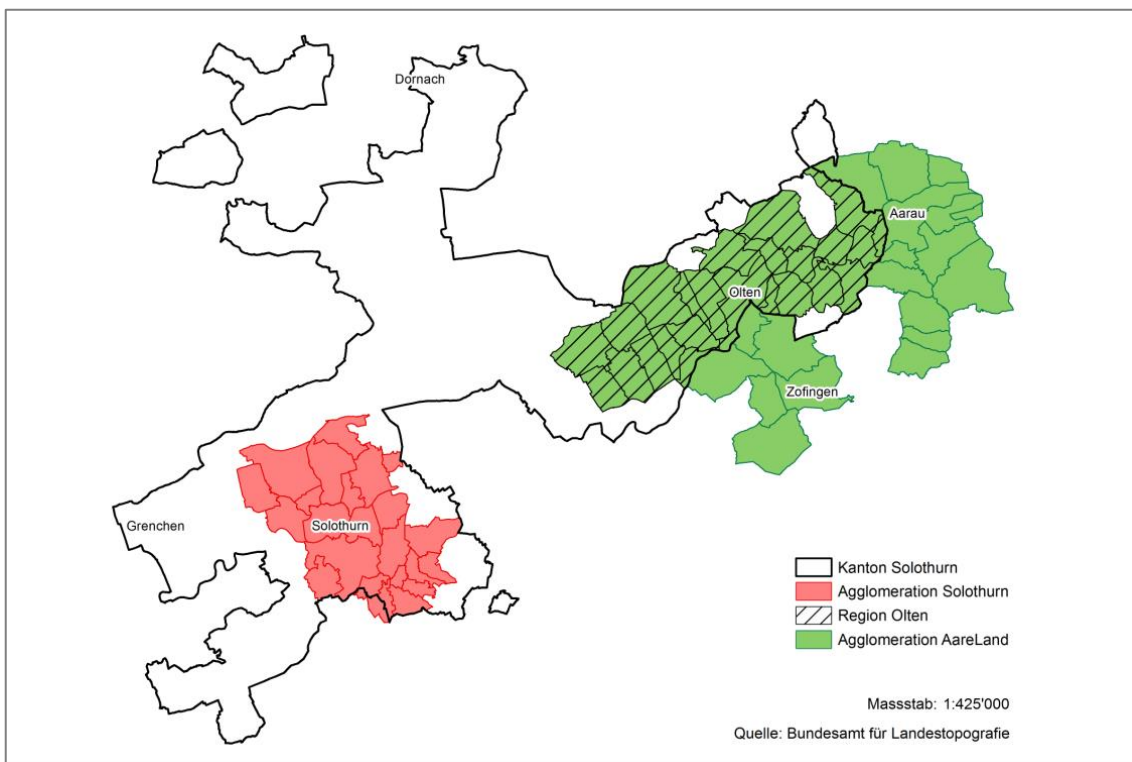 Dornach
Aarau
Olten
Zofingen
Grenchen
Solothurn
Kanton Solothurn
Agglomeration Solothurn
Region Olten
Agglomeration AareLand
Massstab: 1:425'000
Quelle: Bundesamt für Landestopografie